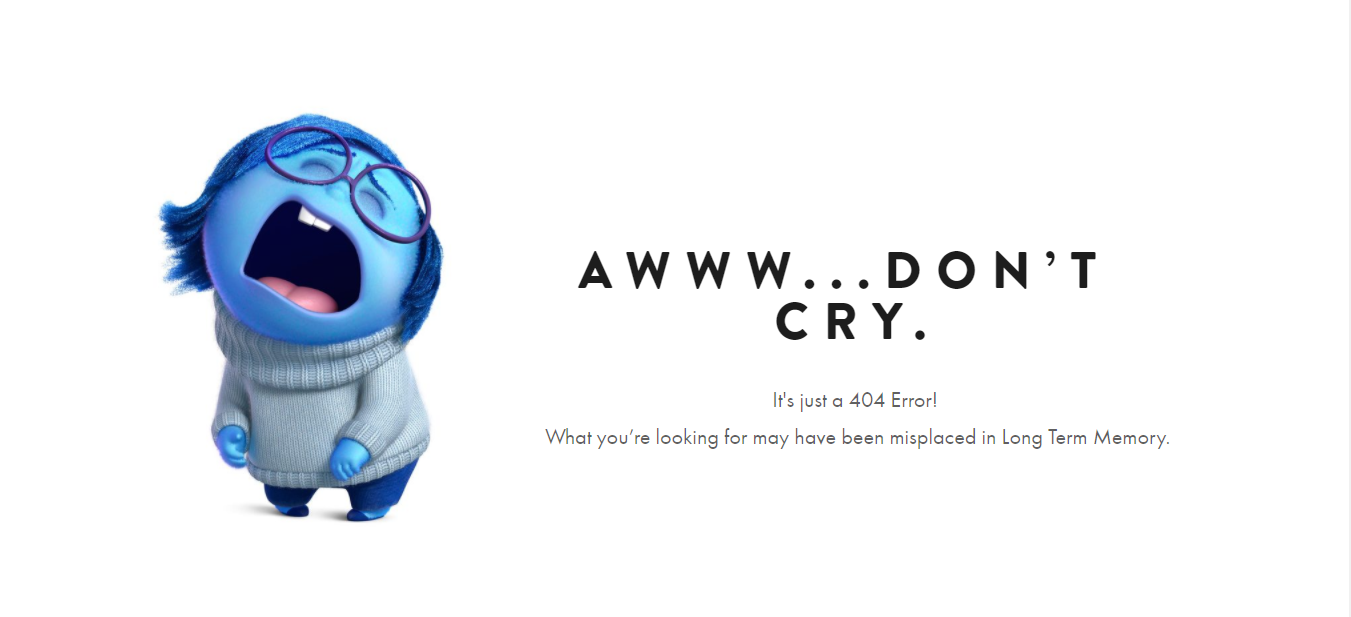 AWWW...DON’T
CRY.
It's just a 404 Error!
What you’re looking for may have been misplaced in Long Term Memory.